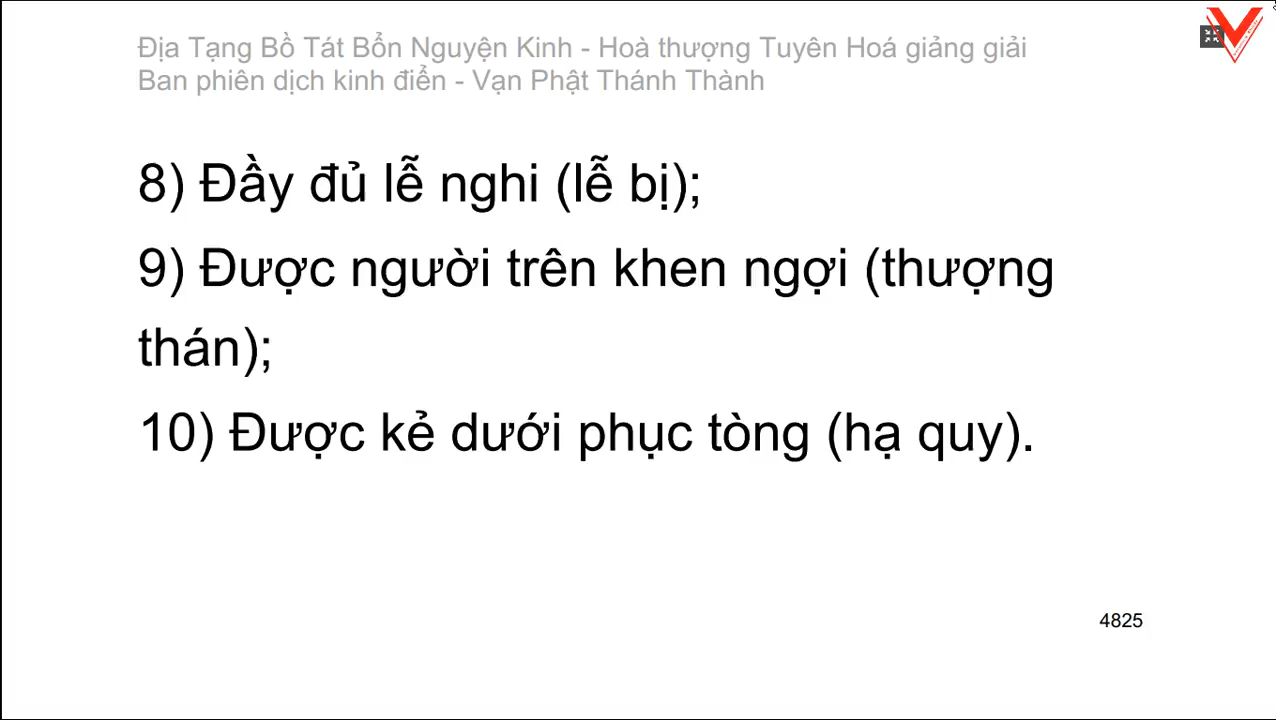 Địa Tạng Bồ Tát Bổn Nguyện Kinh - Hoà thượng Tuyên Hoá giảng giải
Ban phiên dịch kinh điển - Vạn Phật Thánh Thành
8) Đầy đủ lễ nghi (lễ bị);
9) Được người trên khen ngợi (thượng
thán);
10) Được kẻ dưới phục tòng (hạ quy).
4825